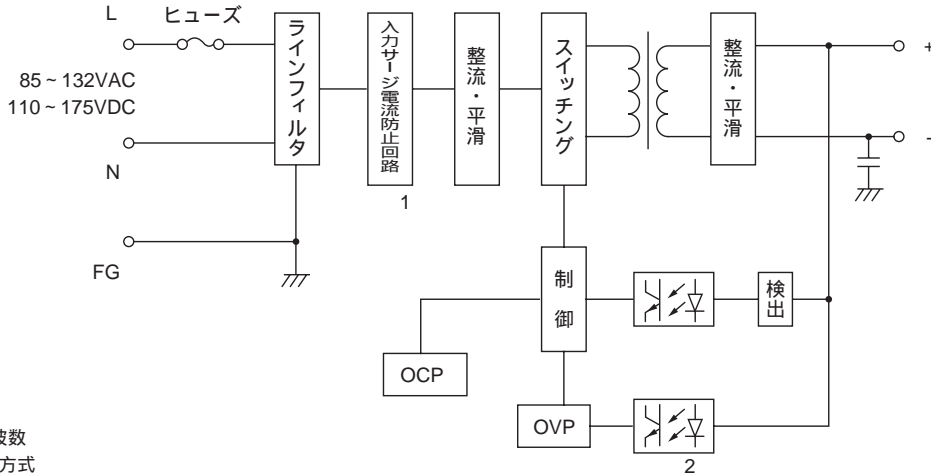 L
ヒューズ
85~132VAC
110~175VDC
N
FG
ラインフィルタ
入力サージ電流防止回路
1
整流・平滑
スイッチング
整流・平滑
+
-
制御
検出
OCP
OVP
2
波数
方式